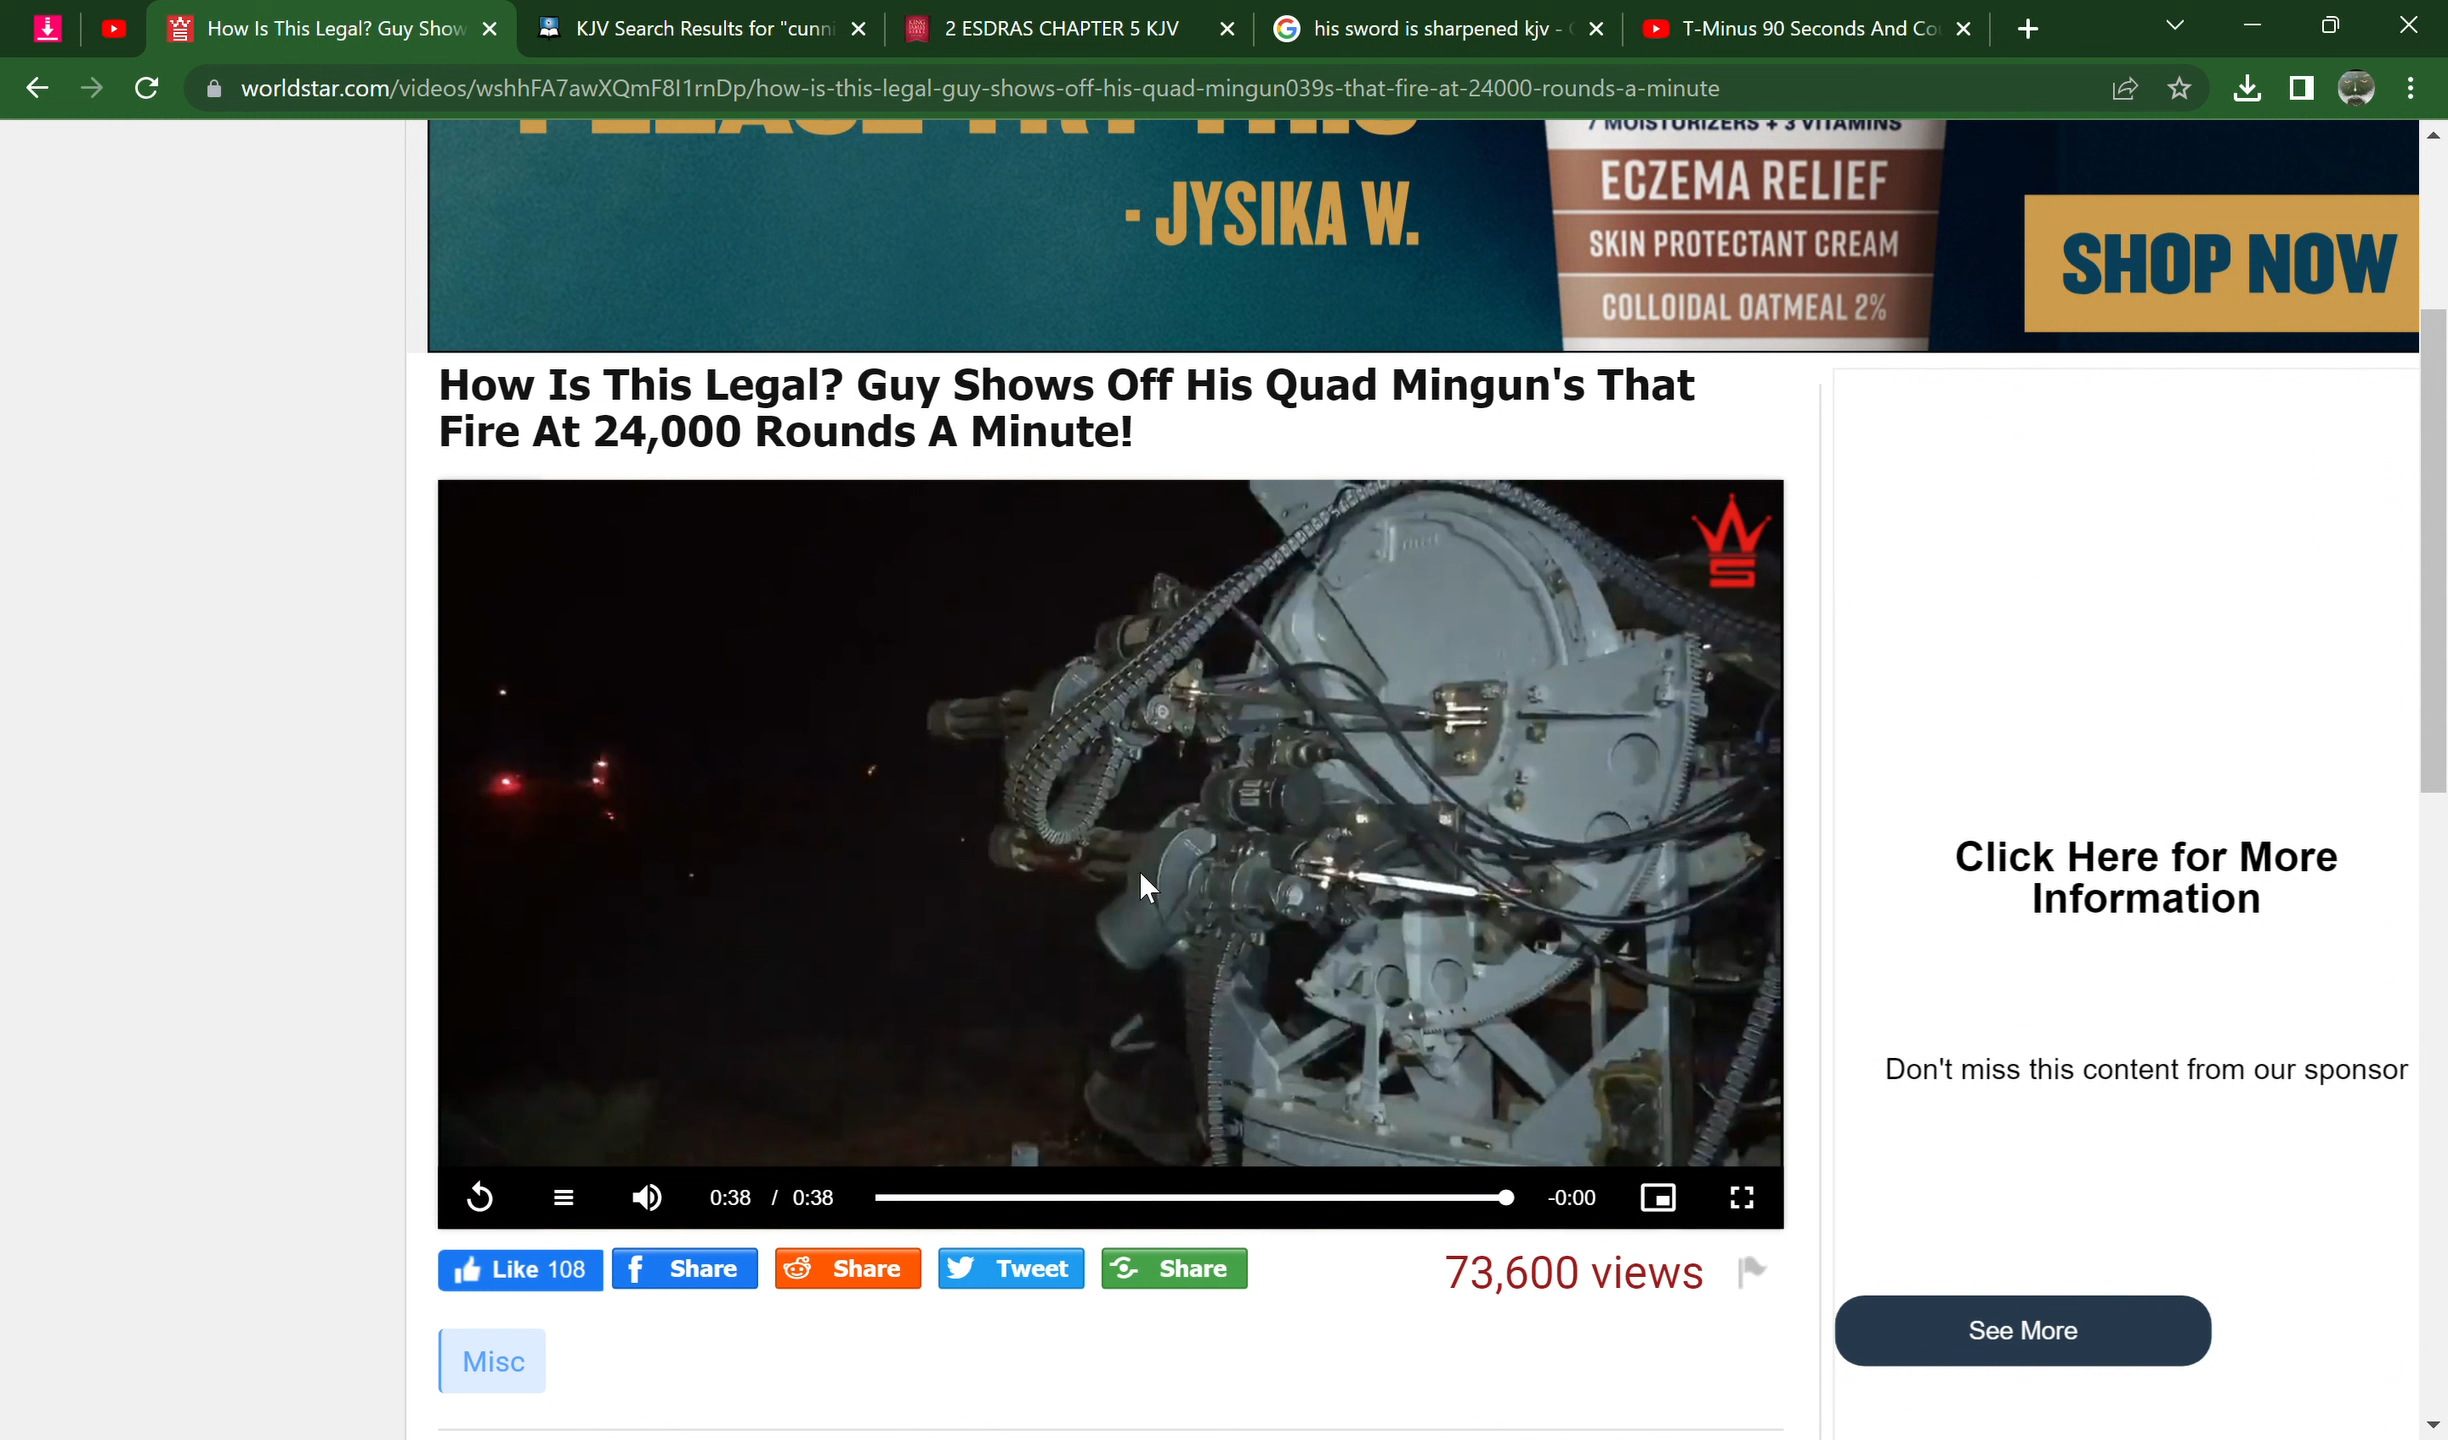 How Is This Legal? Guy Show
KJV Search Results for "cunni
2 ESDRAS CHAPTER 5 KJV
his sword is sharpened kjv -
T-Minus 90 Seconds And Co
worldstar.com/videos/wshhFA7awXQmF8I1rnDp/how-is-this-legal-guy-shows-off-his-quad-mingun039s-that-fire-at-24000-rounds-a-minute
PLEASE TRY THIS
- JYSIKA W.
7 MOISTURIZERS + 3 VITAMINS
ECZEMA RELIEF
SKIN PROTECTANT CREAM
COLLOIDAL OATMEAL 2%
SHOP NOW
How Is This Legal? Guy Shows Off His Quad Mingun's That
Fire At 24,000 Rounds A Minute!
Click Here for More
Information
Don't miss this content from our sponsor
See More
0:38 / 0:38
-0:00
Like 108
Share
Share
Tweet
Share
73,600 views
Misc